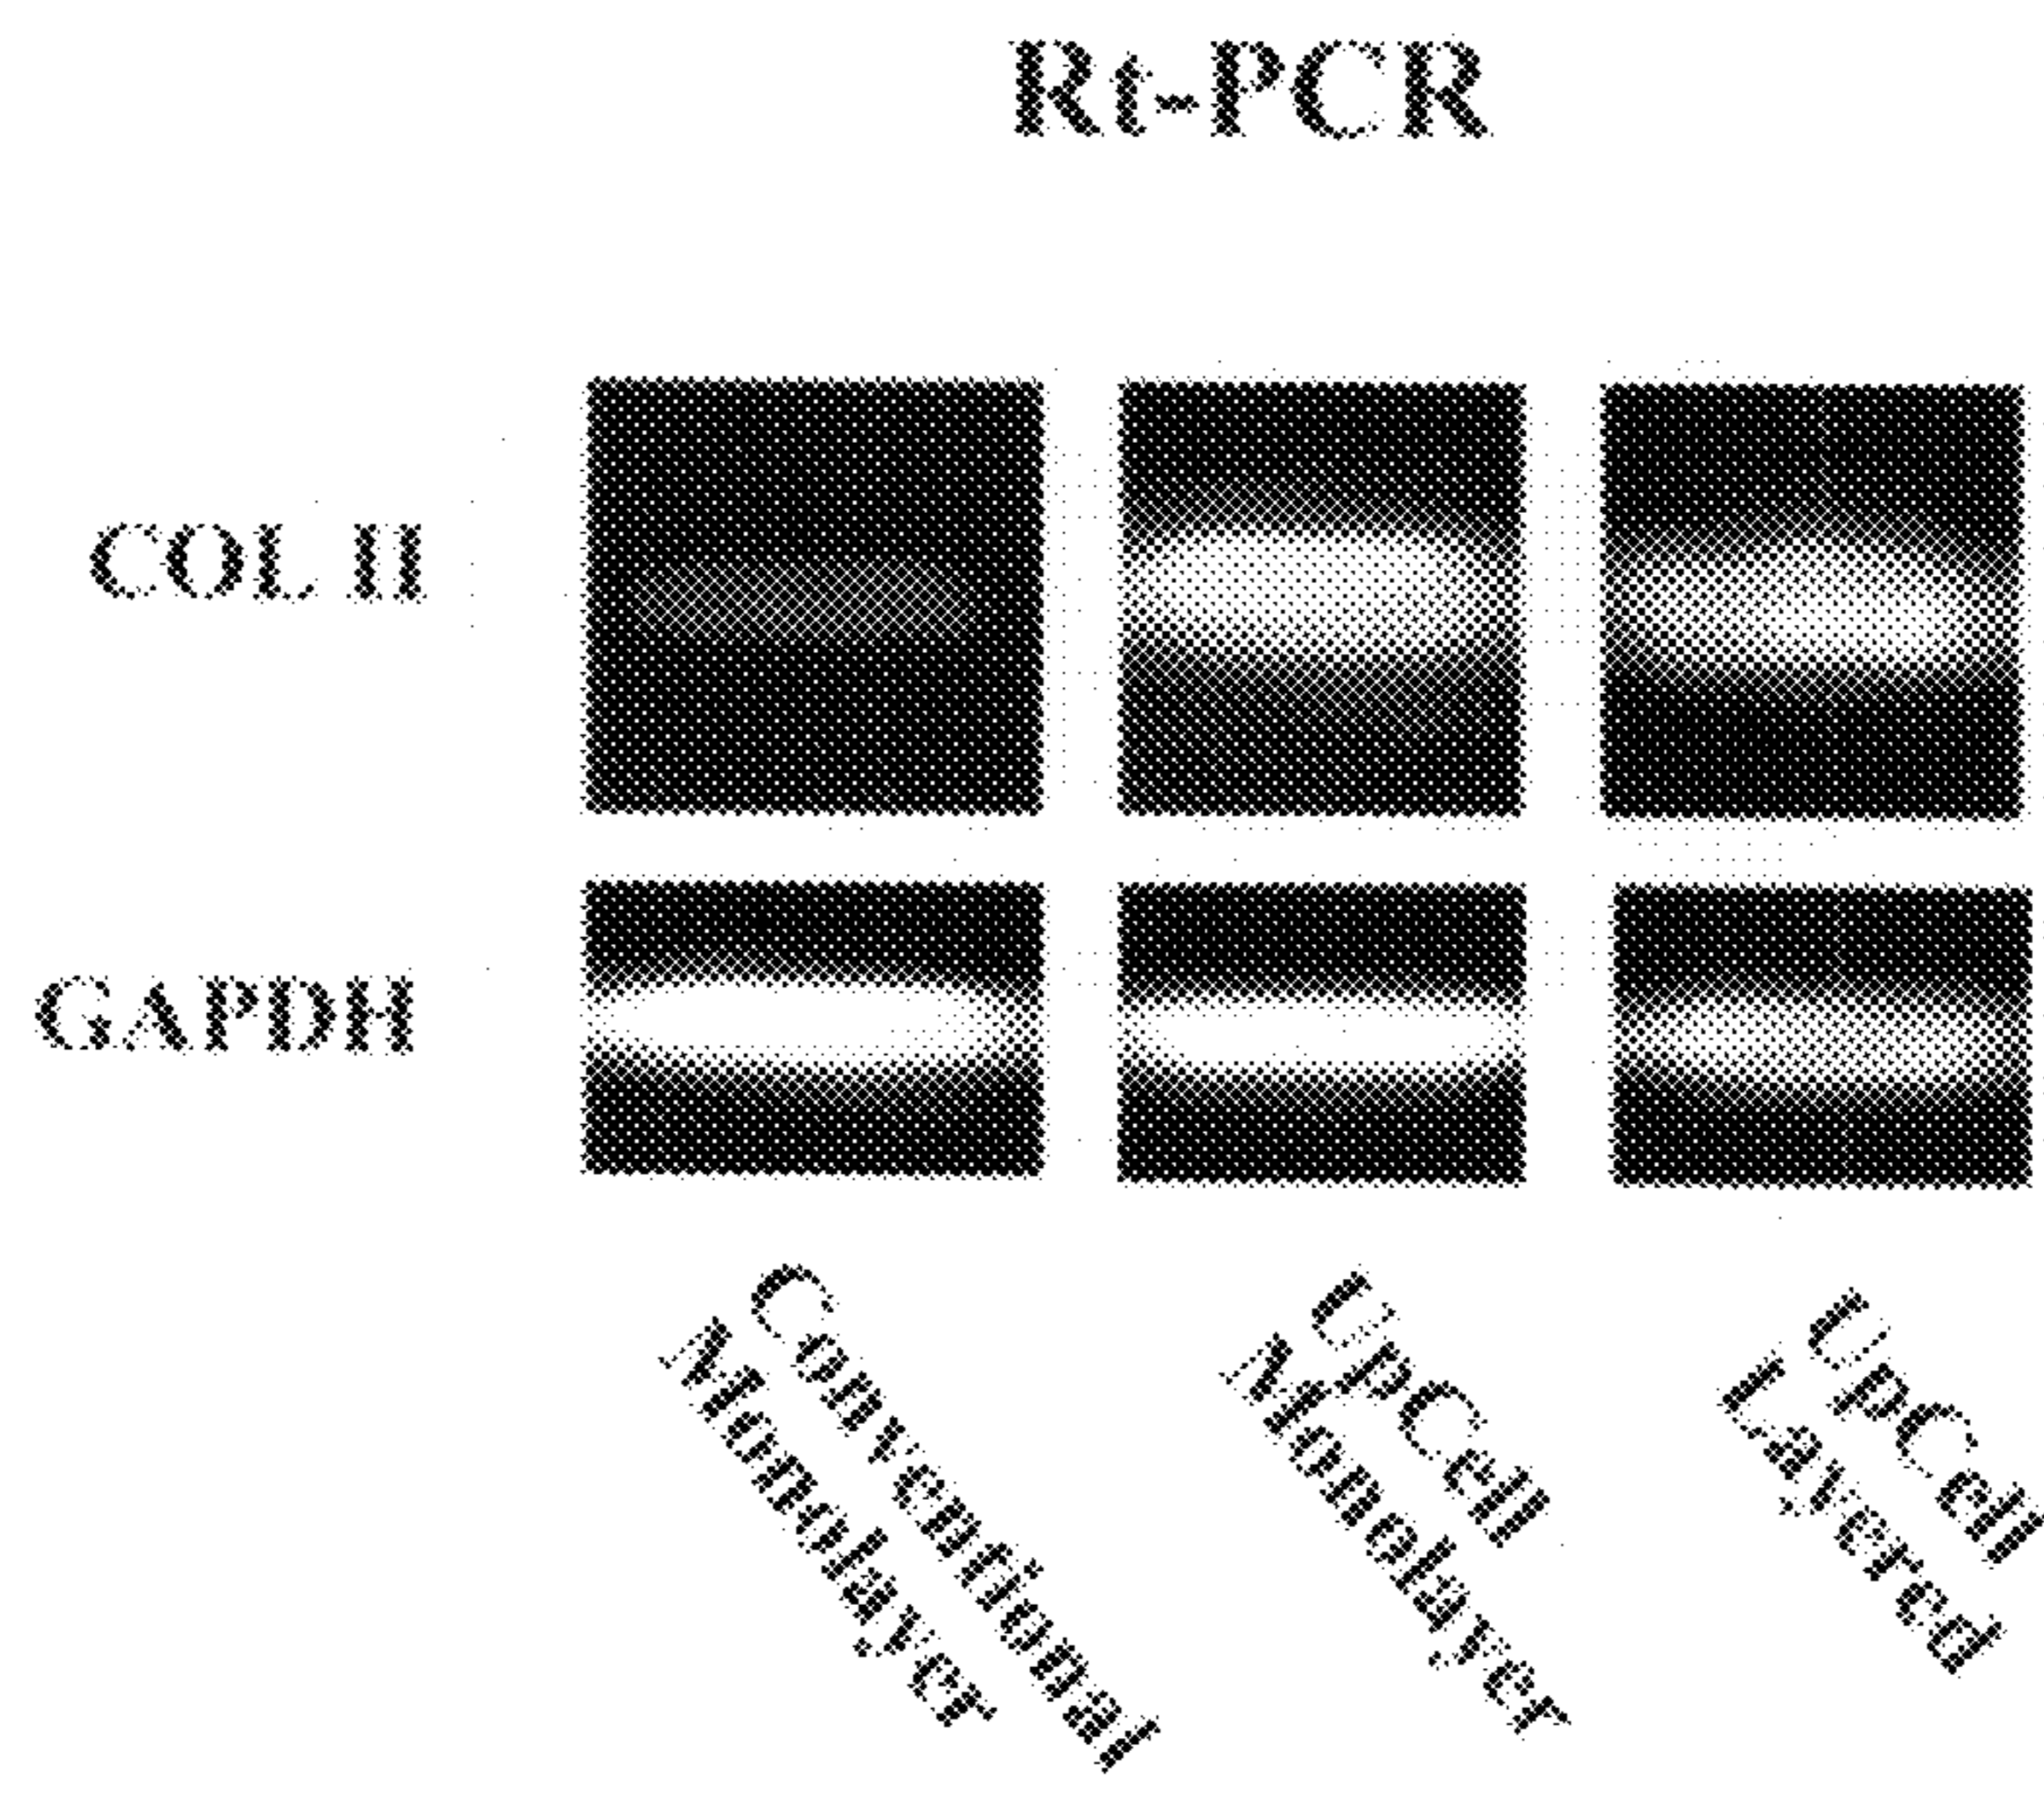 Rt-PCR
COL II
GAPDH
Conventional
Monolayer
UpCell
Monolayer
UpCell
Layered